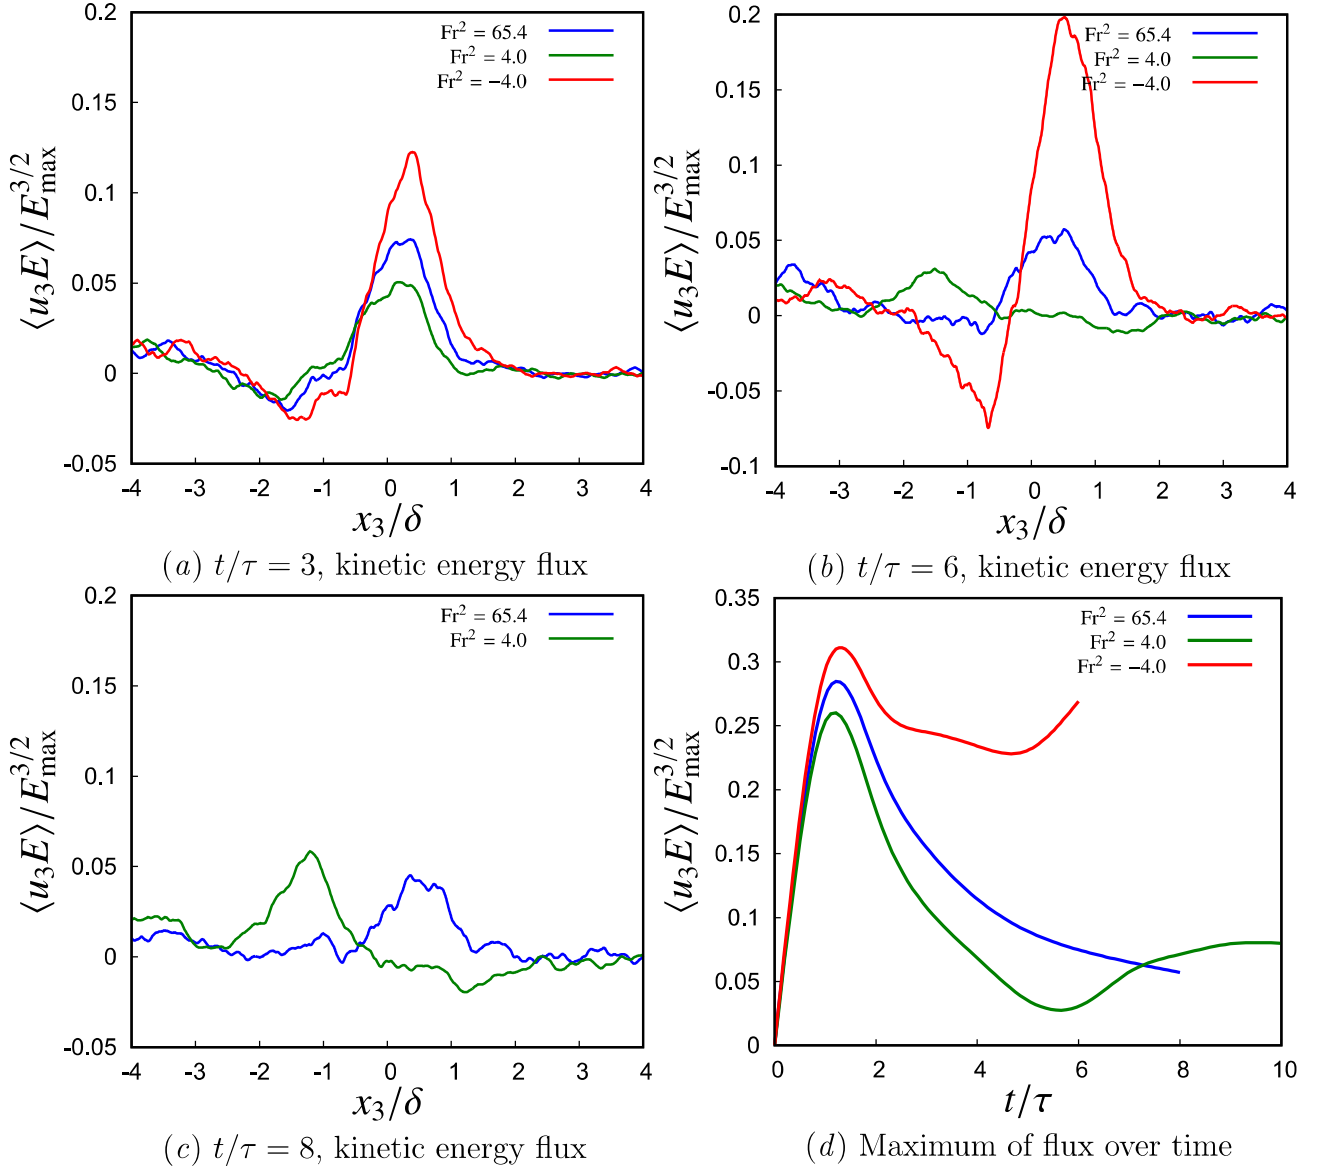 0.2
0.15
0.1
0.05
0
-0.05
-4 -3 -2 -1 0 1 2 3 4
⟨u₃E⟩/E_max^{3/2}
x₃/δ
Fr² = 65.4
Fr² = 4.0
Fr² = −4.0
(a) t/τ = 3, kinetic energy flux
0.2
0.15
0.1
0.05
0
-0.05
-0.1
-4 -3 -2 -1 0 1 2 3 4
⟨u₃E⟩/E_max^{3/2}
x₃/δ
Fr² = 65.4
Fr² = 4.0
Fr² = −4.0
(b) t/τ = 6, kinetic energy flux
0.2
0.15
0.1
0.05
0
-0.05
-4 -3 -2 -1 0 1 2 3 4
⟨u₃E⟩/E_max^{3/2}
x₃/δ
Fr² = 65.4
Fr² = 4.0
(c) t/τ = 8, kinetic energy flux
0.35
0.3
0.25
0.2
0.15
0.1
0.05
0
0 2 4 6 8 10
⟨u₃E⟩/E_max^{3/2}
t/τ
Fr² = 65.4
Fr² = 4.0
Fr² = −4.0
(d) Maximum of flux over time